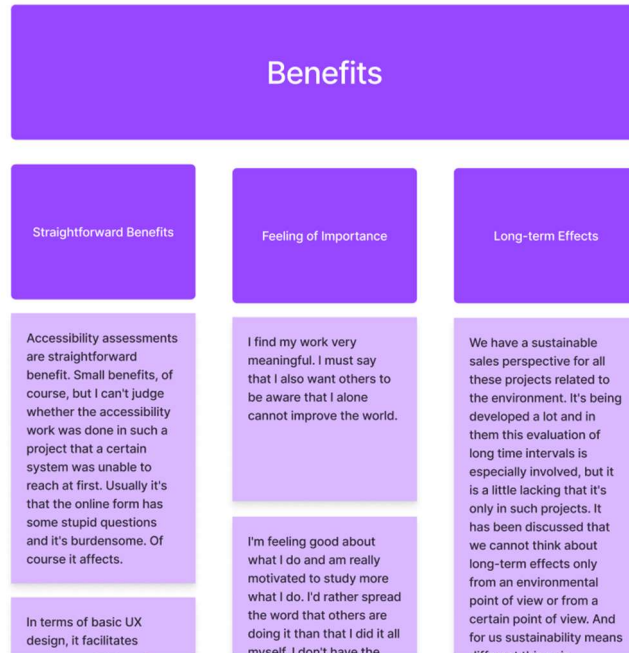 Benefits
Straightforward Benefits
Accessibility assessments
are straightforward
benefit. Small benefits, of
course, but I can't judge
whether the accessibility
work was done in such a
project that a certain
system was unable to
reach at first. Usually it's
that the online form has
some stupid questions
and it's burdensome. Of
course it affects.
In terms of basic UX
design, it facilitates
Feeling of Importance
I find my work very
meaningful. I must say
that I also want others to
be aware that I alone
cannot improve the world.
I'm feeling good about
what I do and am really
motivated to study more
what I do. I'd rather spread
the word that others are
doing it than that I did it all
myself. I don't have the
Long-term Effects
We have a sustainable
sales perspective for all
these projects related to
the environment. It's being
developed a lot and in
them this evaluation of
long time intervals is
especially involved, but it
is a little lacking that it's
only in such projects. It
has been discussed that
we cannot think about
long-term effects only
from an environmental
point of view or from a
certain point of view. And
for us sustainability means